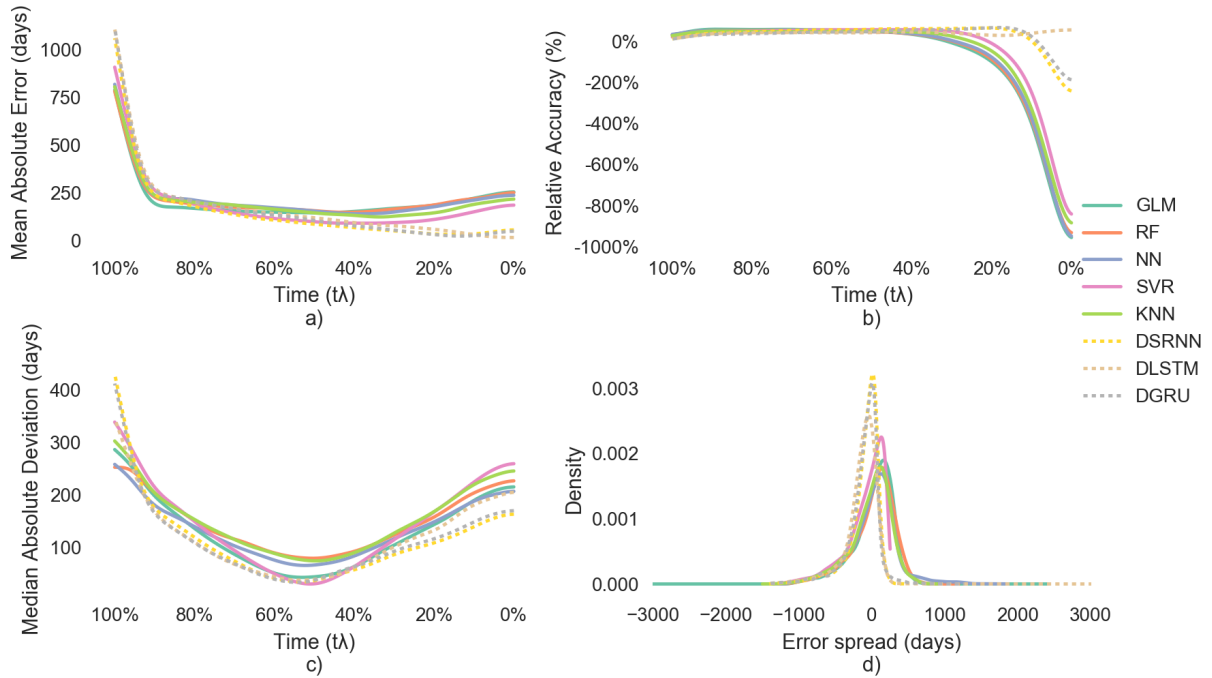 Mean Absolute Error (days)
1000
750
500
250
0
100% 80% 60% 40% 20% 0%
Time (tλ)
a)
Relative Accuracy (%)
0%
-200%
-400%
-600%
-800%
-1000%
100% 80% 60% 40% 20% 0%
Time (tλ)
b)
GLM
RF
NN
SVR
KNN
DSRNN
DLSTM
DGRU
Median Absolute Deviation (days)
400
300
200
100
100% 80% 60% 40% 20% 0%
Time (tλ)
c)
Density
0.003
0.002
0.001
0.000
−3000 −2000 −1000 0 1000 2000 3000
Error spread (days)
d)